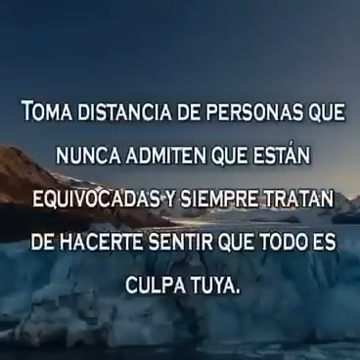 TOMA DISTANCIA DE PERSONAS QUE
NUNCA ADMITEN QUE ESTÁN
EQUIVOCADAS Y SIEMPRE TRATAN
DE HACERTE SENTIR QUE TODO ES
CULPA TUYA.